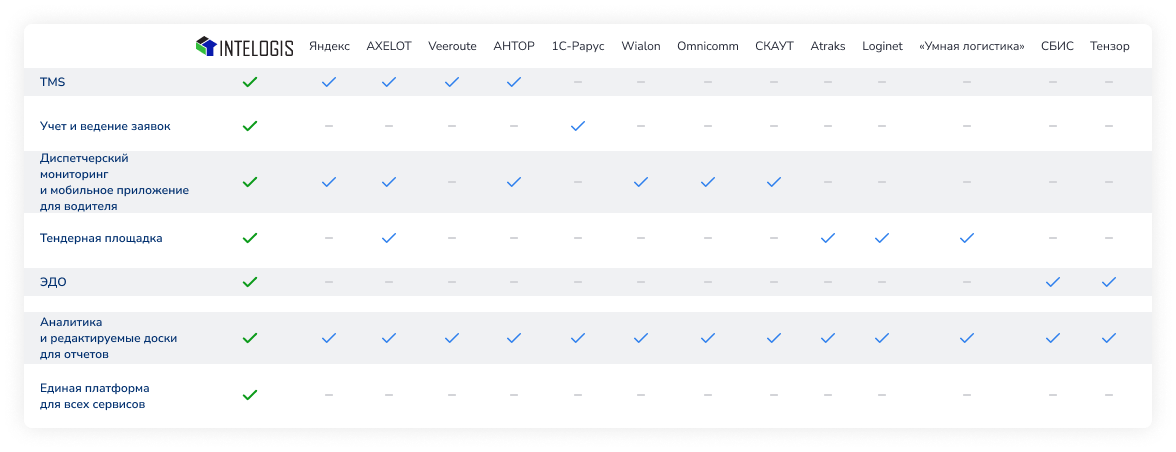 INTELOGIS Яндекс AXELOT Veeroute АНТОР 1С-Рарус Wialon Omnicomm СКАУТ Atraks Loginet «Умная логистика» СБИС Тензор
TMS
Учет и ведение заявок
Диспетчерский
мониторинг
и мобильное приложение
для водителя
Тендерная площадка
ЭДО
Аналитика
и редактируемые доски
для отчетов
Единая платформа
для всех сервисов